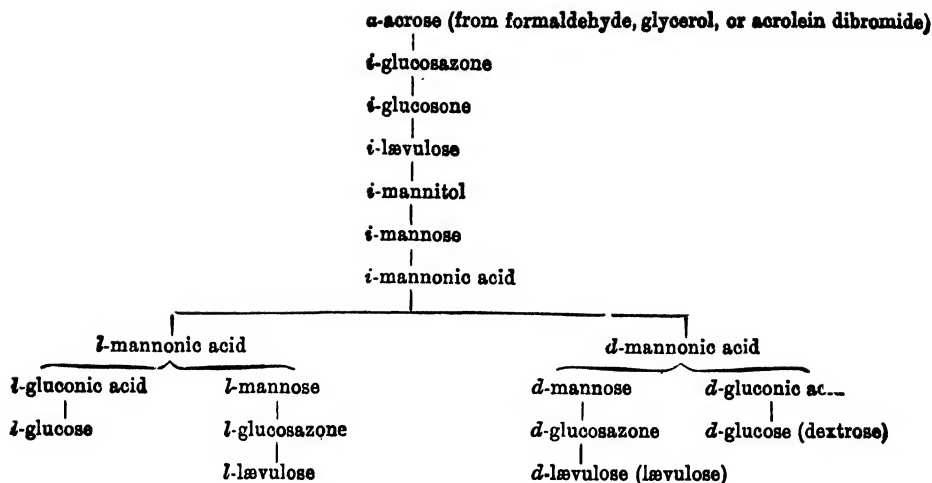 α-acrose (from formaldehyde, glycerol, or acrolein dibromide)
i-glucosazone
i-glucosone
i-lævulose
i-mannitol
i-mannose
i-mannonic acid
l-mannonic acid d-mannonic acid
l-gluconic acid l-mannose d-mannose d-gluconic
l-glucose l-glucosazone d-glucosazone d-glucose (dextrose)
l-lævulose d-lævulose (lævulose)